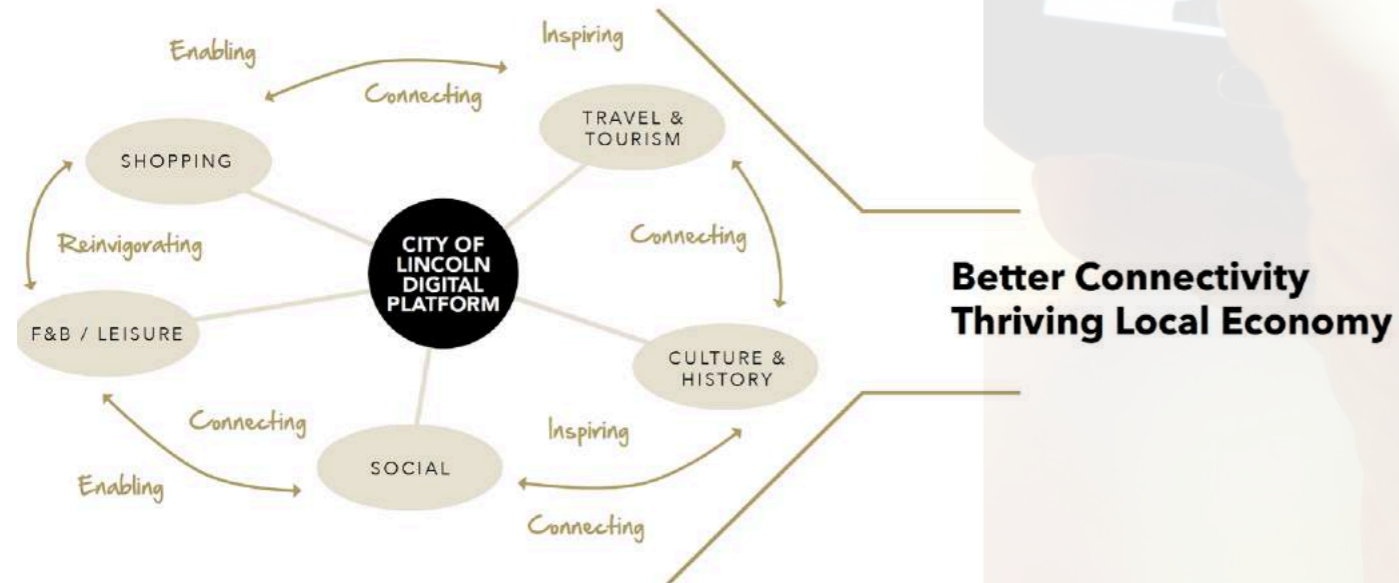 Enabling
Inspiring
Connecting
TRAVEL &
TOURISM
SHOPPING
Reinvigorating
CITY OF
LINCOLN
DIGITAL
PLATFORM
Connecting
Better Connectivity
Thriving Local Economy
F&B / LEISURE
CULTURE &
HISTORY
Connecting
Inspiring
SOCIAL
Enabling
Connecting